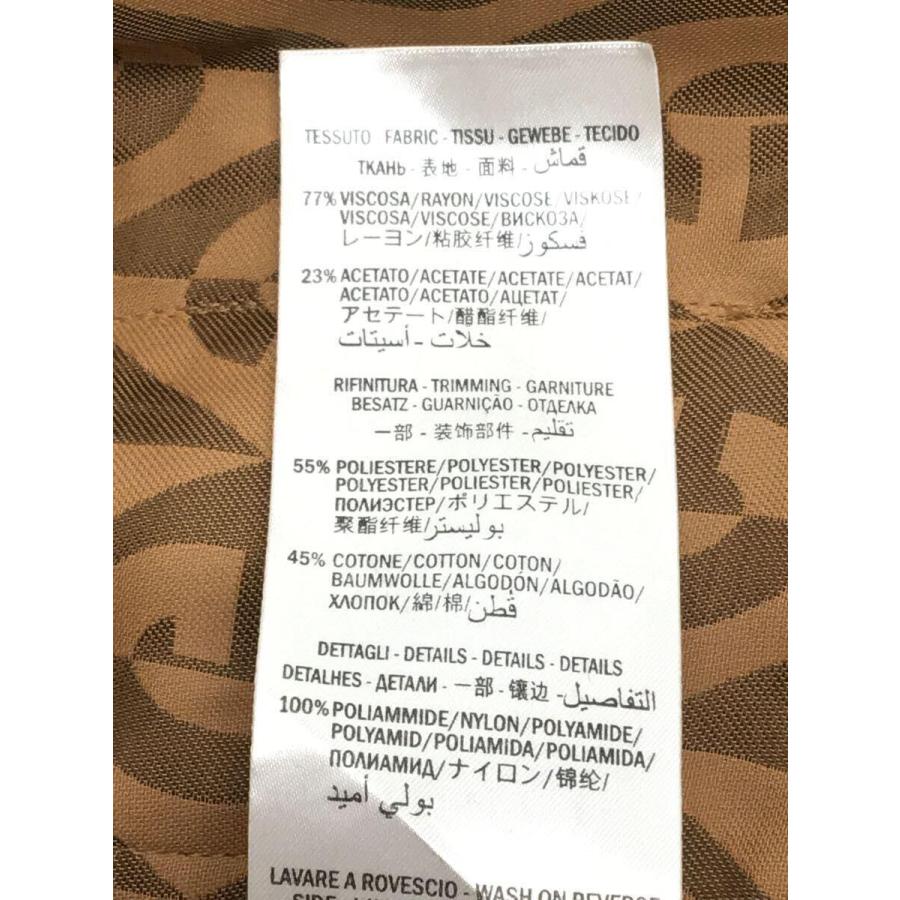 TESSUTO FABRIC - TISSU - GEWEBE - TECIDO
ТКАНЬ - 表地 - 面料 - قماش
77% VISCOSA/RAYON/VISCOSE/VISKOSE/
VISCOSA/VISCOSE/ВИСКОЗА/
レーヨン/粘胶纤维/فسكوز
23% ACETATO/ACETATE/ACETATE/ACETAT/
ACETATO/ACETATO/АЦЕТАТ/
アセテート/醋酯纤维/
خلات - أسيتات
RIFINITURA - TRIMMING - GARNITURE
BESATZ - GUARNIÇÃO - ОТДЕЛКА
一部 - 装饰部件 - تقليم
55% POLIESTERE/POLYESTER/POLYESTER/
POLYESTER/POLIESTER/POLIESTER/
ПОЛИЭСТЕР/ポリエステル/
聚酯纤维/بوليستر
45% COTONE/COTTON/COTON/
BAUMWOLLE/ALGODÓN/ALGODÃO/
ХЛОПОК/綿/棉/قطن
DETTAGLI - DETAILS - DETAILS - DETAILS
DETALHES - ДЕТАЛИ - 一部 - 镶边 - التفاصيل
100% POLIAMMIDE/NYLON/POLYAMIDE/
POLYAMID/POLIAMIDA/POLIAMIDA/
ПОЛИАМИД/ナイロン/锦纶/
بولي أميد
LAVARE A ROVESCIO - WASH ON REVERSE
SIDE